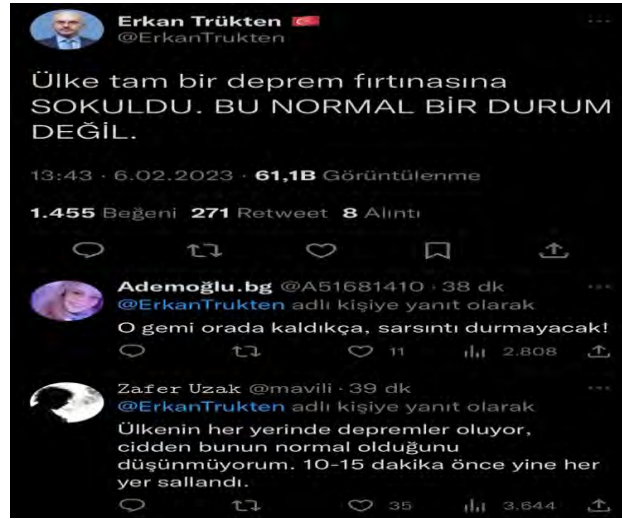 Erkan Trükten
@ErkanTrukten
Ülke tam bir deprem fırtınasına
SOKULDU. BU NORMAL BİR DURUM
DEĞİL.
13:43 · 6.02.2023 · 61,1B Görüntülenme
1.455 Beğeni 271 Retweet 8 Alıntı
Ademoğlu.bg @A51681410 · 38 dk
@ErkanTrukten adlı kişiye yanıt olarak
O gemi orada kaldıkça, sarsıntı durmayacak!
11 2.808
Zafer Uzak @mavili · 39 dk
@ErkanTrukten adlı kişiye yanıt olarak
Ülkenin her yerinde depremler oluyor,
cidden bunun normal olduğunu
düşünmüyorum. 10-15 dakika önce yine her
yer sallandı.
35 3.644